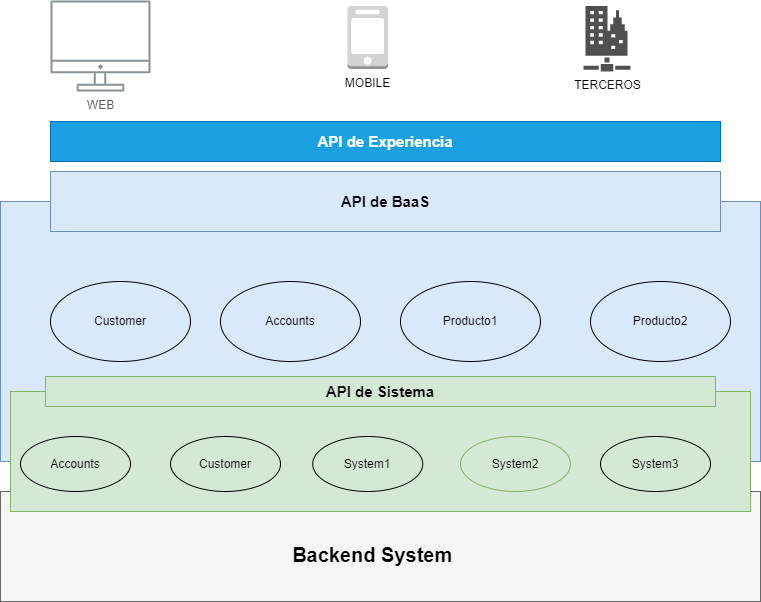 WEB
MOBILE
TERCEROS
API de Experiencia
API de BaaS
Customer
Accounts
Producto1
Producto2
API de Sistema
Accounts
Customer
System1
System2
System3
Backend System